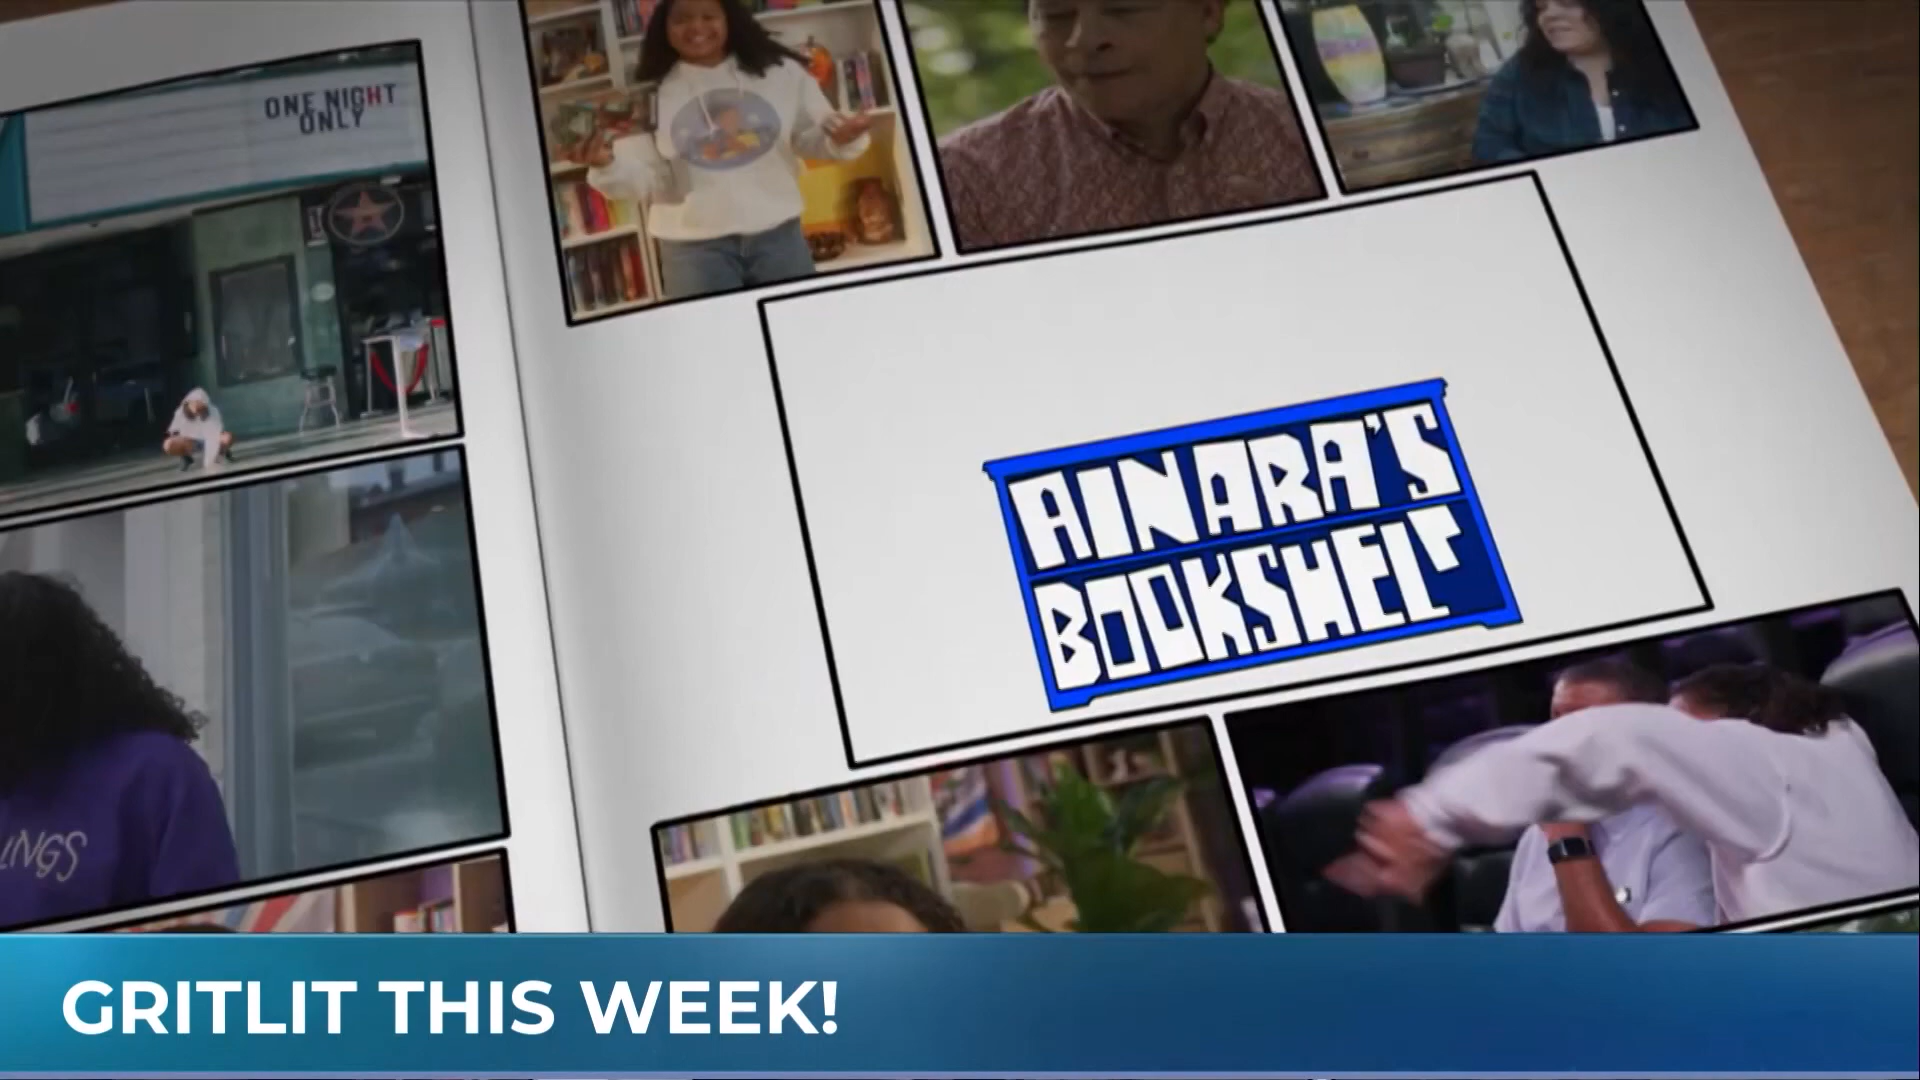 ONE NIGHT
ONLY
AINARA'S
BOOKSHELF
GRITLIT THIS WEEK!